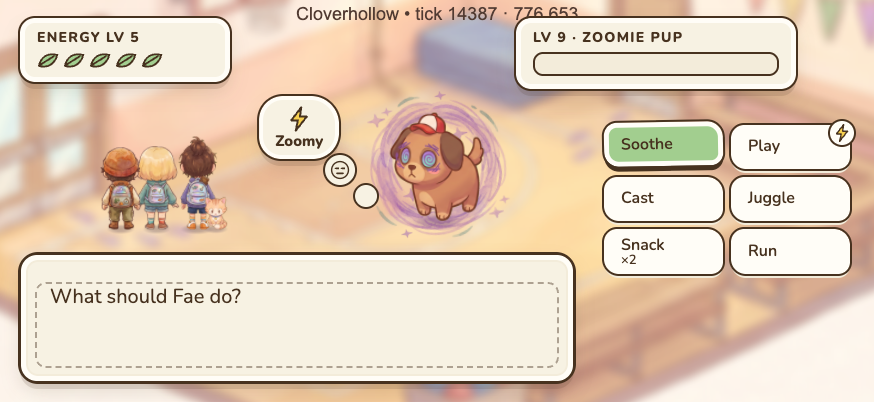 Cloverhollow • tick 14387 · 776,653
ENERGY LV 5
LV 9 · ZOOMIE PUP
Zoomy
Soothe
Play
Cast
Juggle
Snack
×2
Run
What should Fae do?